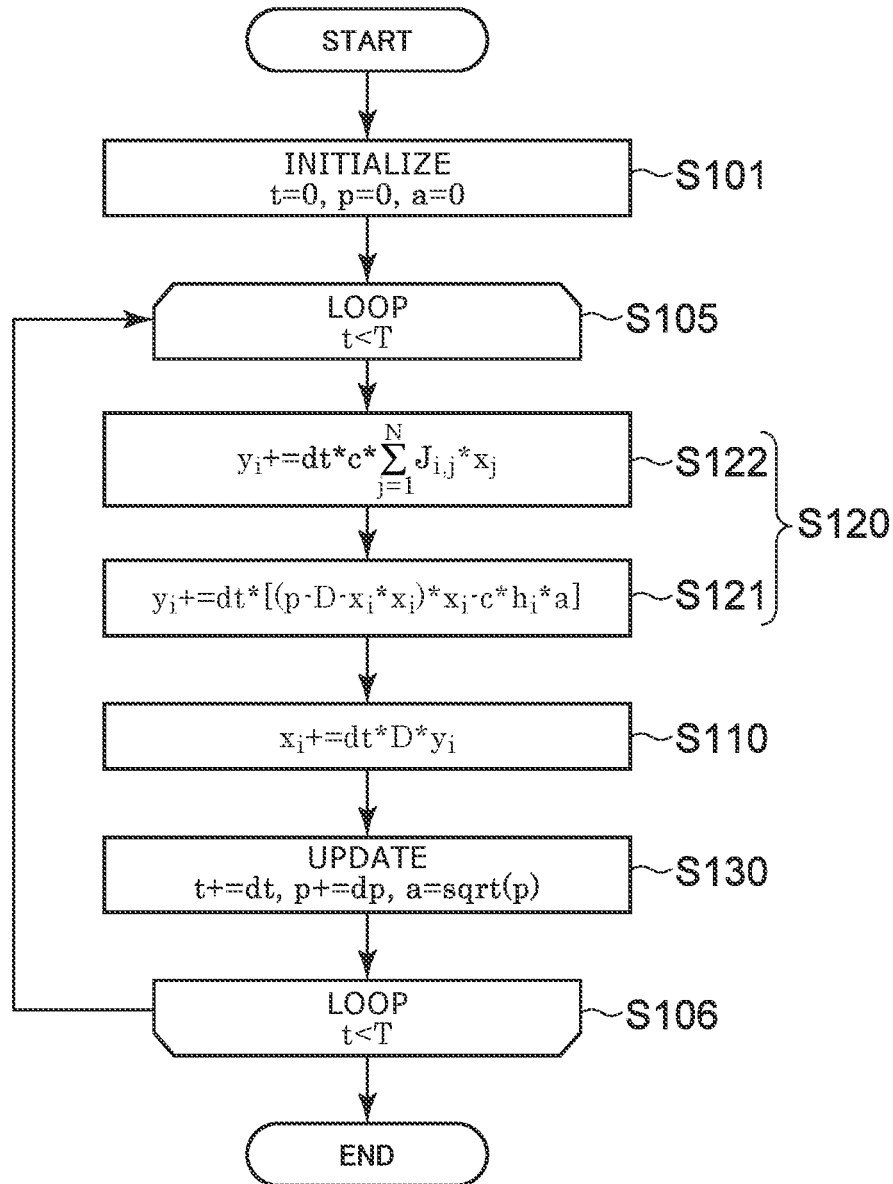 START
INITIALIZE
t=0, p=0, a=0
S101
LOOP
t<T
S105
N
y_i+=dt*c*∑J_{i,j}*x_j
j=1
S122
S120
y_i+=dt*[(p-D-x_i*x_i)*x_i-c*h_i*a]
S121
x_i+=dt*D*y_i
S110
UPDATE
t+=dt, p+=dp, a=sqrt(p)
S130
LOOP
t<T
S106
END